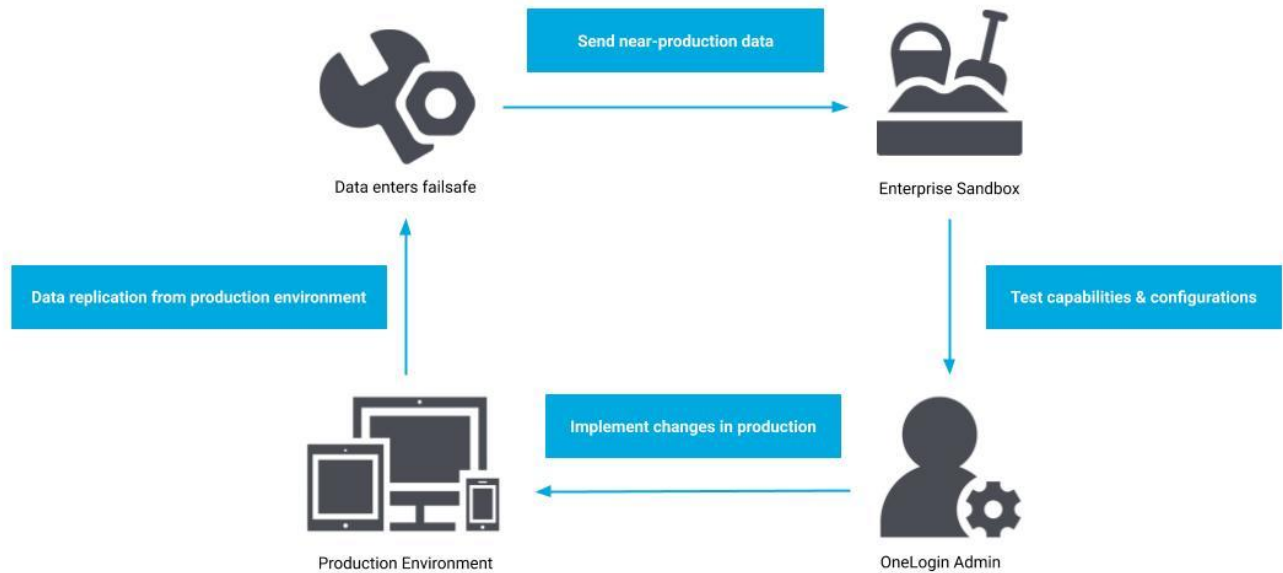 Send near-production data
Data enters failsafe
Enterprise Sandbox
Data replication from production environment
Test capabilities & configurations
Implement changes in production
Production Environment
OneLogin Admin